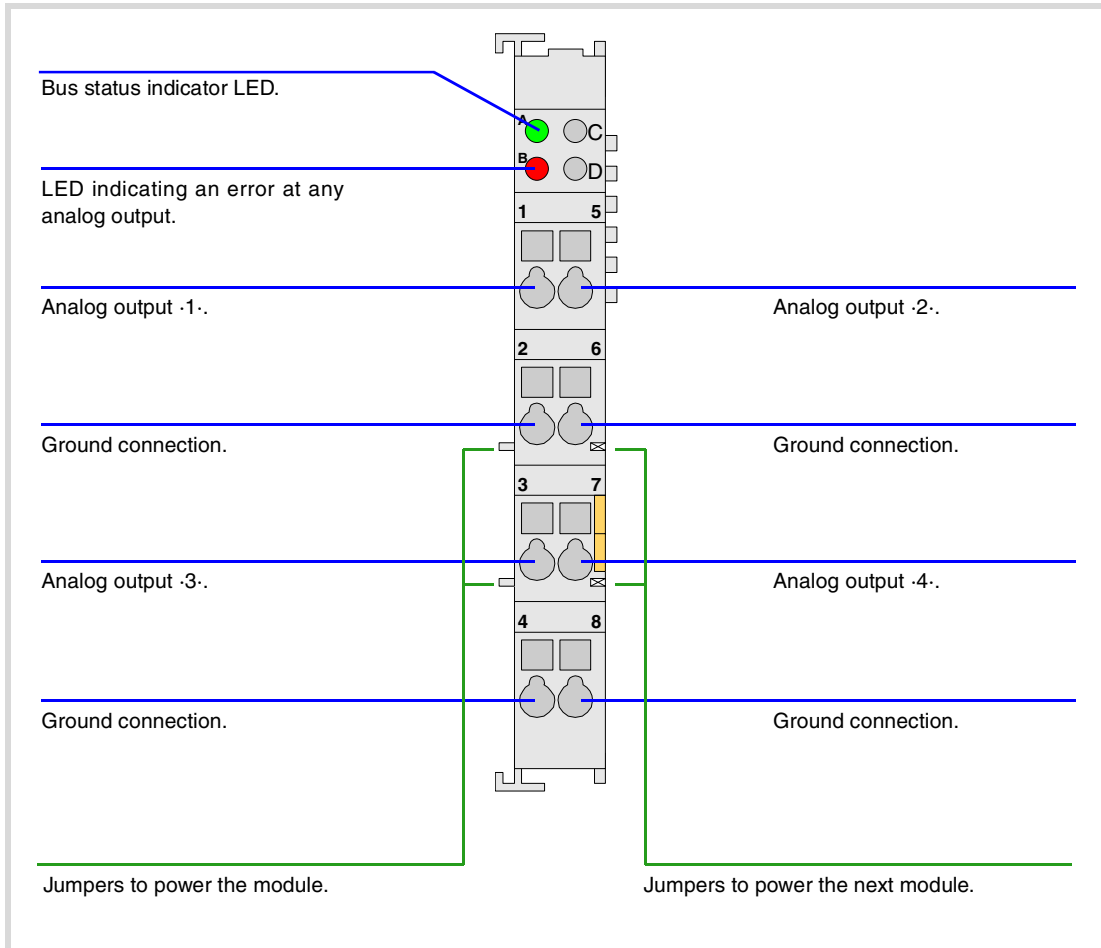 Bus status indicator LED.
A
C
B
D
LED indicating an error at any
analog output.
1 5
Analog output ·1·.
Analog output ·2·.
2 6
Ground connection.
Ground connection.
3 7
Analog output ·3·.
Analog output ·4·.
4 8
Ground connection.
Ground connection.
Jumpers to power the module.
Jumpers to power the next module.